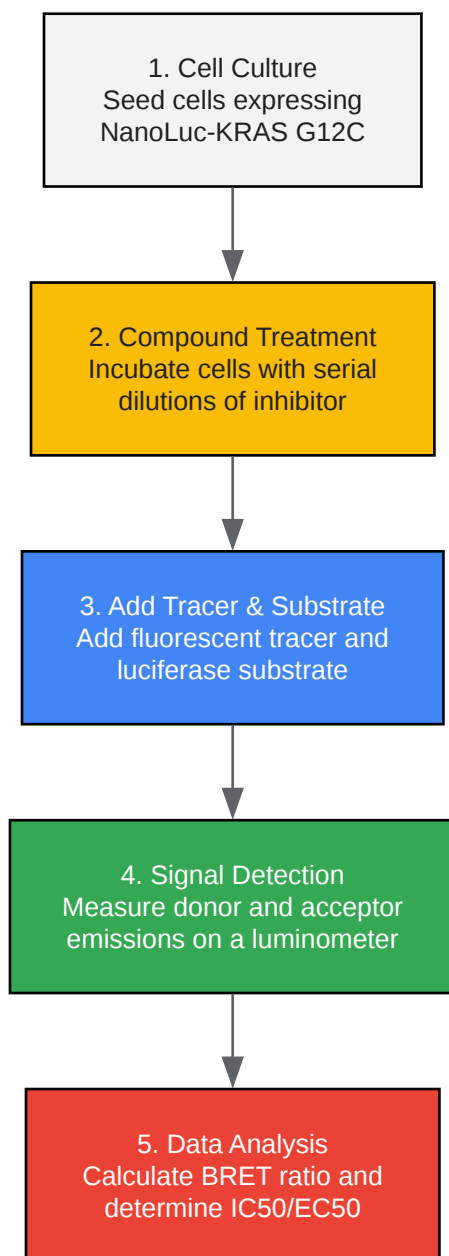 1. Cell Culture
Seed cells expressing
NanoLuc-KRAS G12C
2. Compound Treatment
Incubate cells with serial
dilutions of inhibitor
3. Add Tracer & Substrate
Add fluorescent tracer and
luciferase substrate
4. Signal Detection
Measure donor and acceptor
emissions on a luminometer
5. Data Analysis
Calculate BRET ratio and
determine IC50/EC50